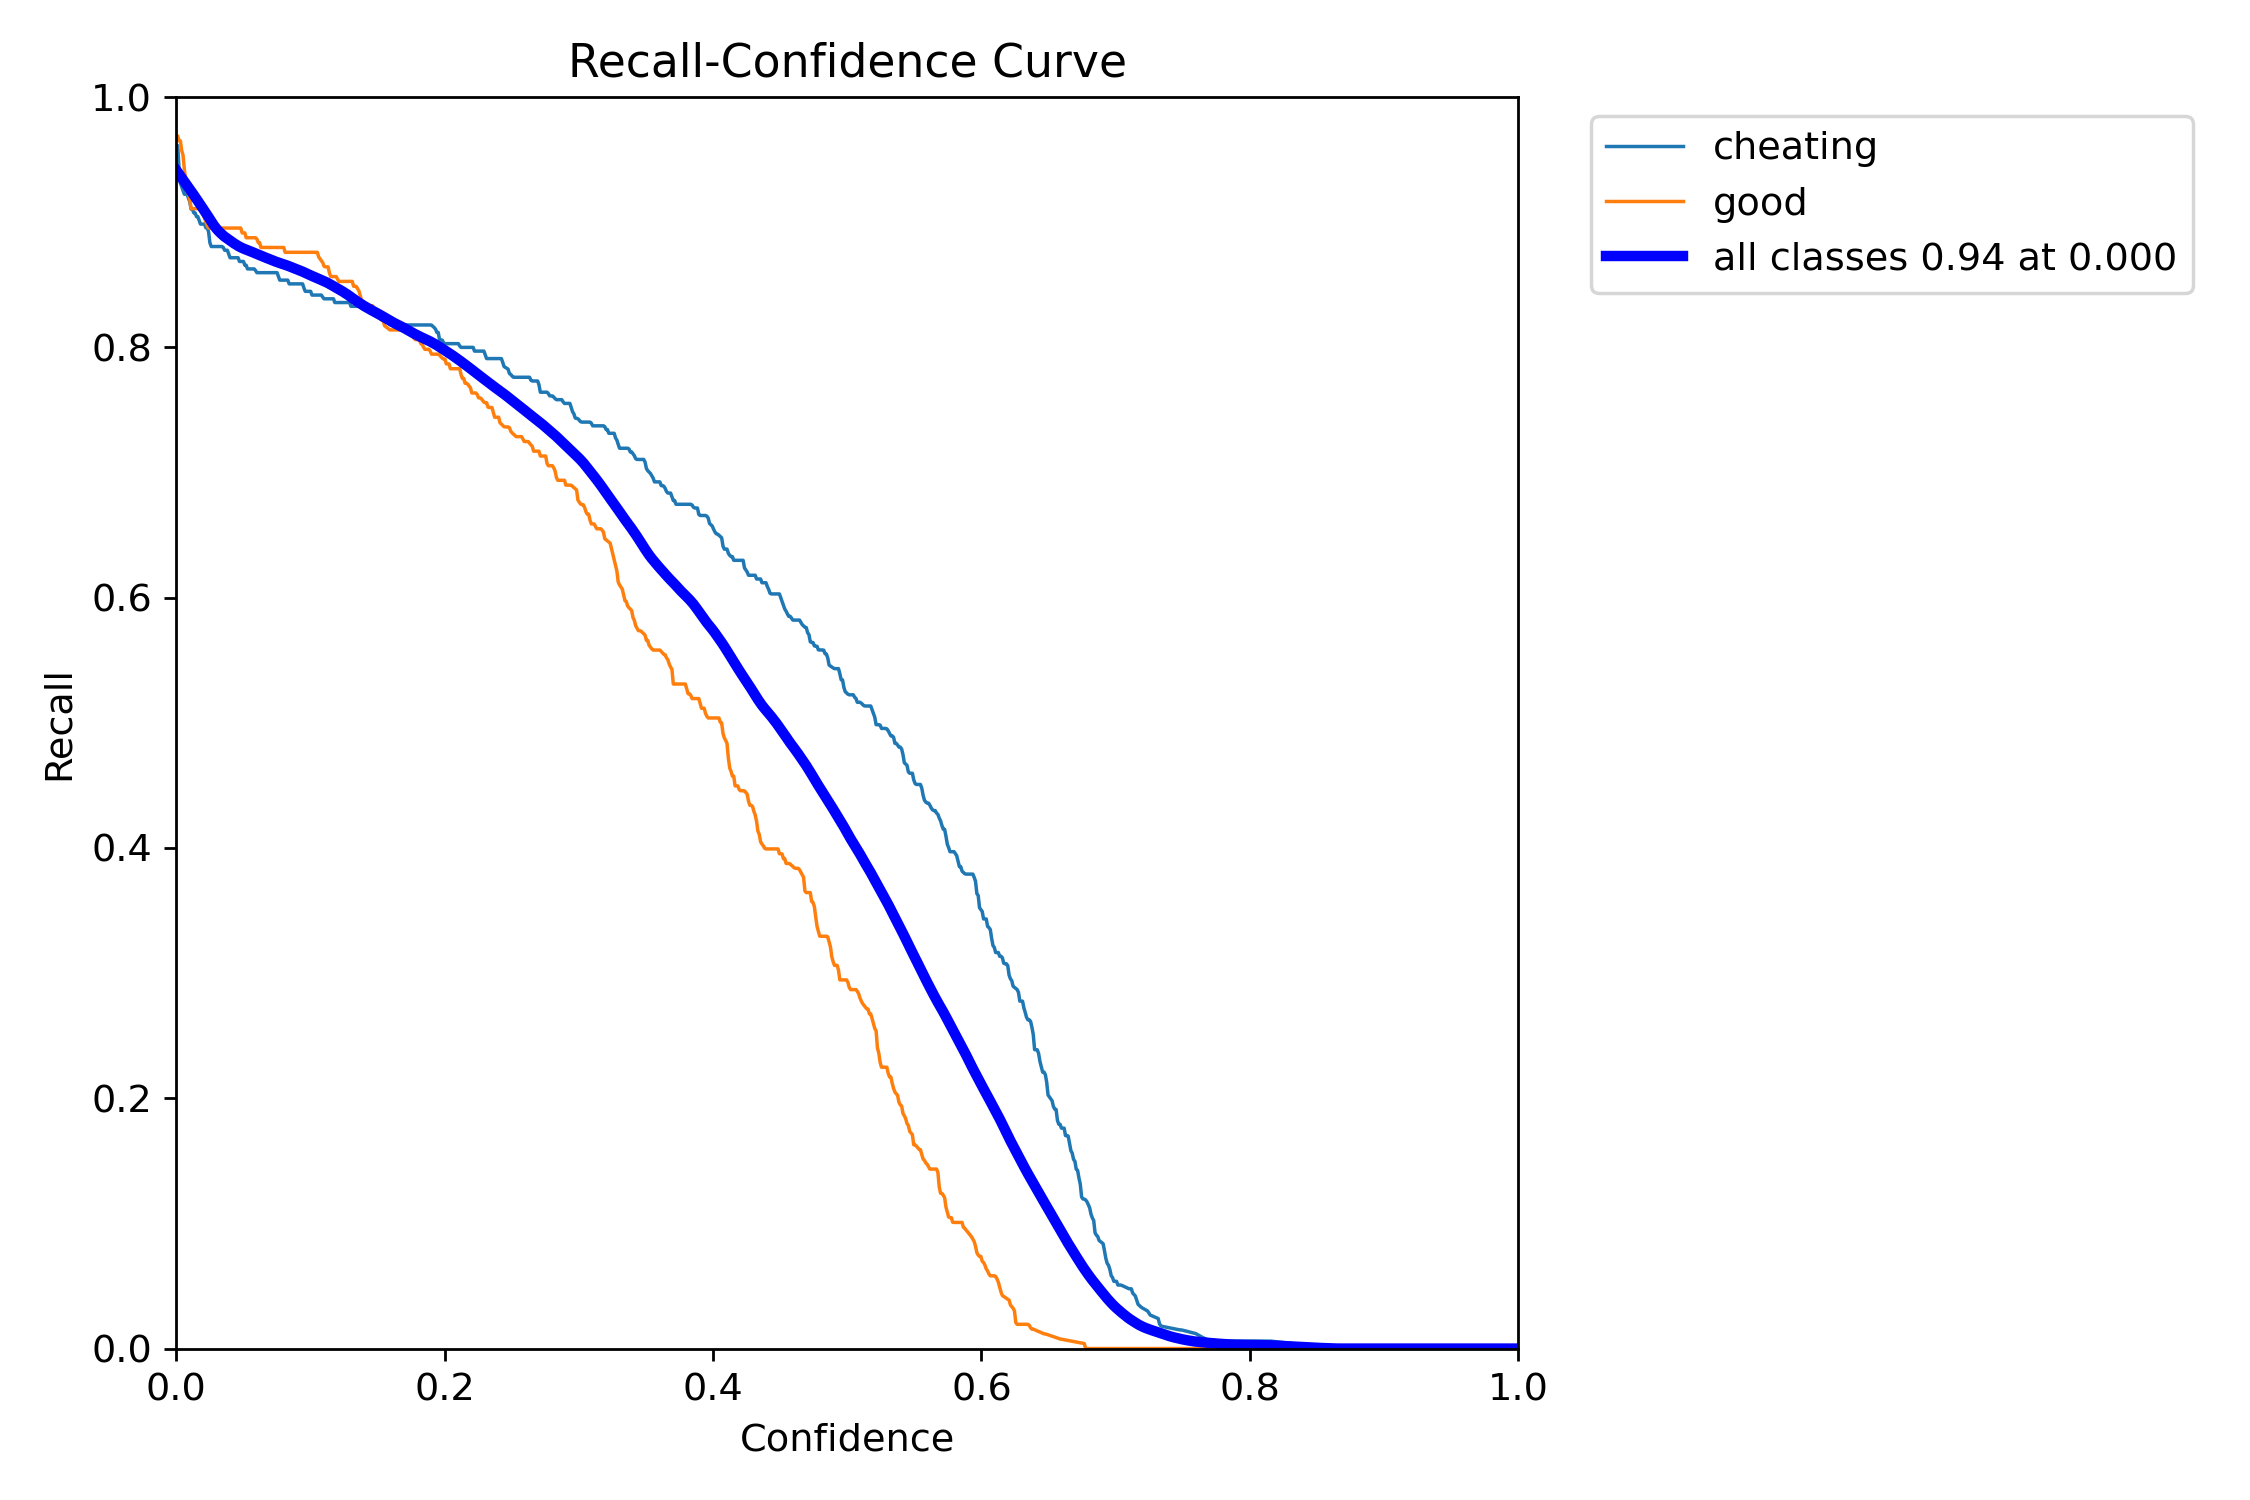 Recall-Confidence Curve
1.0
0.8
0.6
0.4
0.2
0.0
Recall
0.0 0.2 0.4 0.6 0.8 1.0
Confidence
cheating
good
all classes 0.94 at 0.000